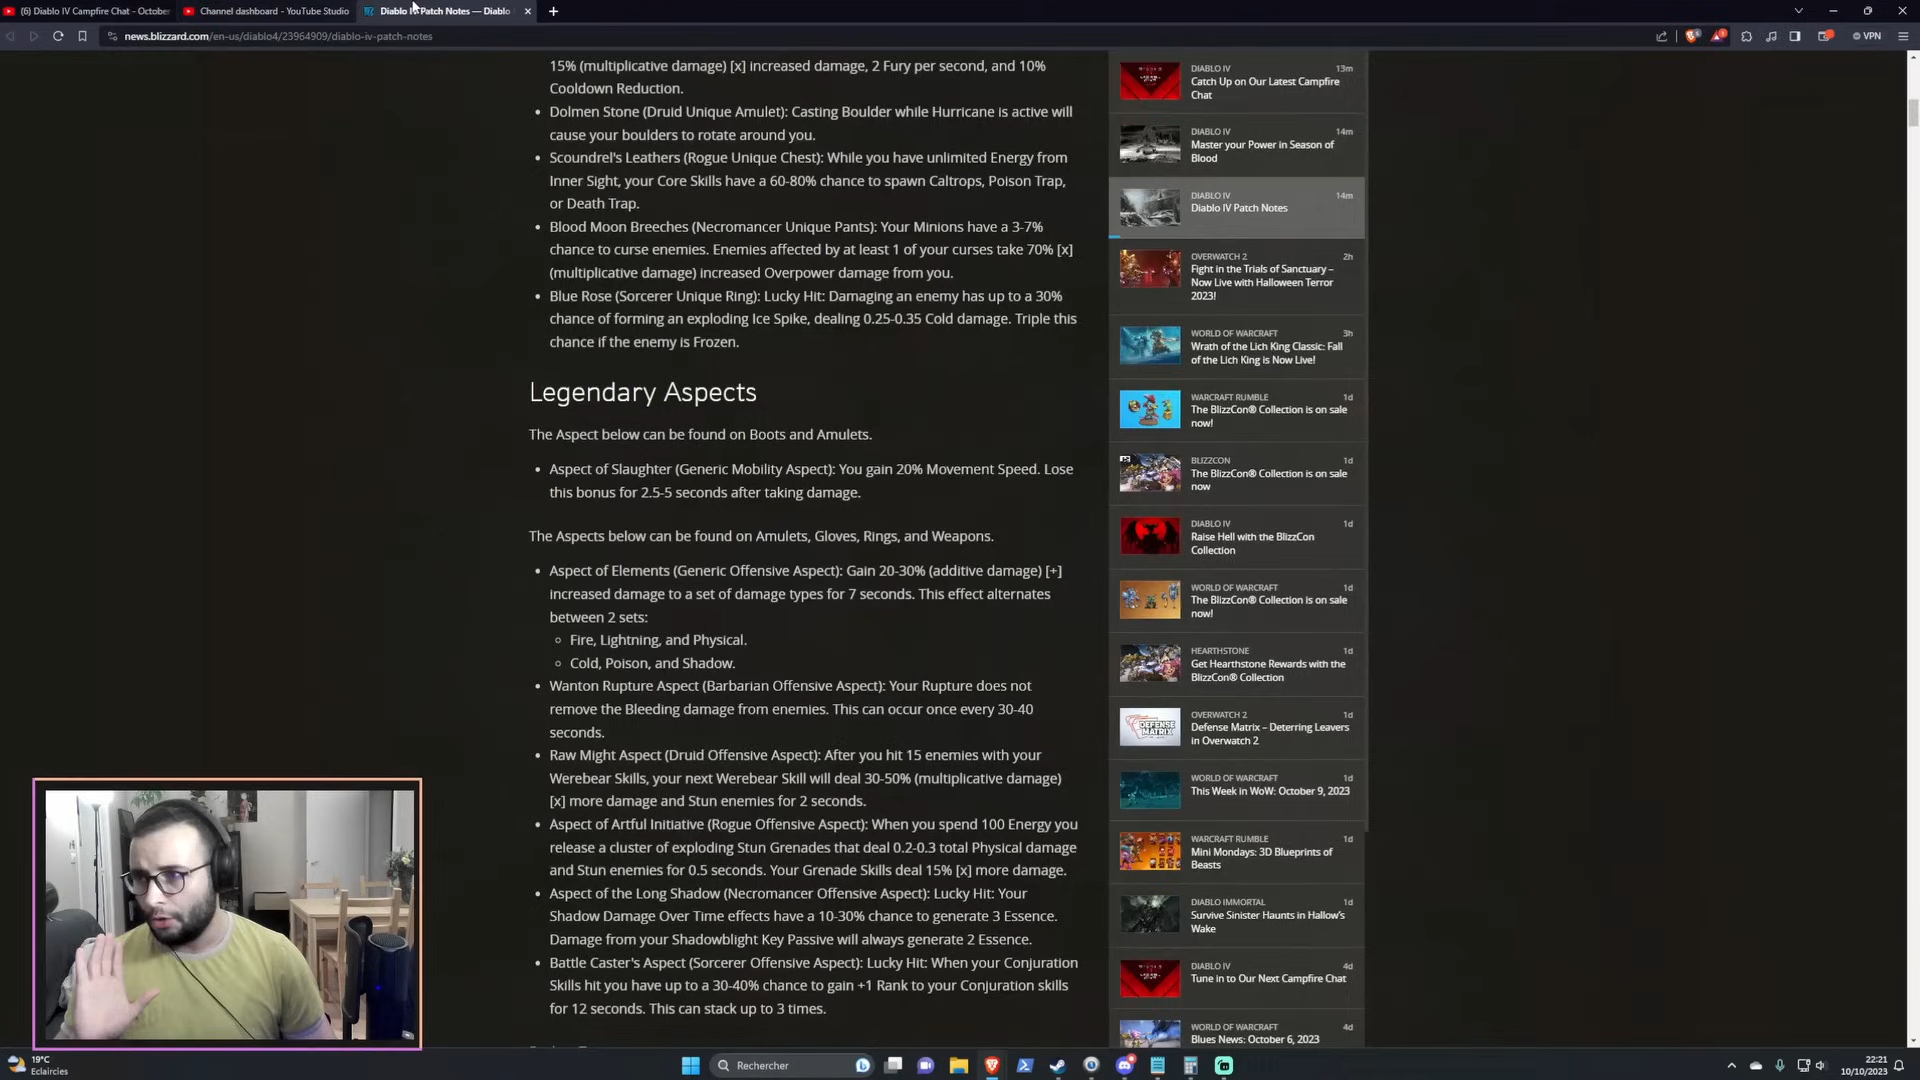 (6) Diablo IV Campfire Chat - October
Channel dashboard - YouTube Studio
Diablo IV Patch Notes — Diablo
news.blizzard.com/en-us/diablo4/23964909/diablo-iv-patch-notes
VPN
15% (multiplicative damage) [x] increased damage, 2 Fury per second, and 10%
Cooldown Reduction.
• Dolmen Stone (Druid Unique Amulet): Casting Boulder while Hurricane is active will
cause your boulders to rotate around you.
• Scoundrel's Leathers (Rogue Unique Chest): While you have unlimited Energy from
Inner Sight, your Core Skills have a 60-80% chance to spawn Caltrops, Poison Trap,
or Death Trap.
• Blood Moon Breeches (Necromancer Unique Pants): Your Minions have a 3-7%
chance to curse enemies. Enemies affected by at least 1 of your curses take 70% [x]
(multiplicative damage) increased Overpower damage from you.
• Blue Rose (Sorcerer Unique Ring): Lucky Hit: Damaging an enemy has up to a 30%
chance of forming an exploding Ice Spike, dealing 0.25-0.35 Cold damage. Triple this
chance if the enemy is Frozen.
Legendary Aspects
The Aspect below can be found on Boots and Amulets.
• Aspect of Slaughter (Generic Mobility Aspect): You gain 20% Movement Speed. Lose
this bonus for 2.5-5 seconds after taking damage.
The Aspects below can be found on Amulets, Gloves, Rings, and Weapons.
• Aspect of Elements (Generic Offensive Aspect): Gain 20-30% (additive damage) [+]
increased damage to a set of damage types for 7 seconds. This effect alternates
between 2 sets:
◦ Fire, Lightning, and Physical.
◦ Cold, Poison, and Shadow.
• Wanton Rupture Aspect (Barbarian Offensive Aspect): Your Rupture does not
remove the Bleeding damage from enemies. This can occur once every 30-40
seconds.
• Raw Might Aspect (Druid Offensive Aspect): After you hit 15 enemies with your
Werebear Skills, your next Werebear Skill will deal 30-50% (multiplicative damage)
[x] more damage and Stun enemies for 2 seconds.
• Aspect of Artful Initiative (Rogue Offensive Aspect): When you spend 100 Energy you
release a cluster of exploding Stun Grenades that deal 0.2-0.3 total Physical damage
and Stun enemies for 0.5 seconds. Your Grenade Skills deal 15% [x] more damage.
• Aspect of the Long Shadow (Necromancer Offensive Aspect): Lucky Hit: Your
Shadow Damage Over Time effects have a 10-30% chance to generate 3 Essence.
Damage from your Shadowblight Key Passive will always generate 2 Essence.
• Battle Caster's Aspect (Sorcerer Offensive Aspect): Lucky Hit: When your Conjuration
Skills hit you have up to a 30-40% chance to gain +1 Rank to your Conjuration skills
for 12 seconds. This can stack up to 3 times.
DIABLO IV 13m
Catch Up on Our Latest Campfire
Chat
DIABLO IV 14m
Master your Power in Season of
Blood
DIABLO IV 14m
Diablo IV Patch Notes
OVERWATCH 2 2h
Fight in the Trials of Sanctuary –
Now Live with Halloween Terror
2023!
WORLD OF WARCRAFT 3h
Wrath of the Lich King Classic: Fall
of the Lich King is Now Live!
WARCRAFT RUMBLE 1d
The BlizzCon® Collection is on sale
now!
BLIZZCON 1d
The BlizzCon® Collection is on sale
now
DIABLO IV 1d
Raise Hell with the BlizzCon
Collection
WORLD OF WARCRAFT 1d
The BlizzCon® Collection is on sale
now!
HEARTHSTONE 1d
Get Hearthstone Rewards with the
BlizzCon® Collection
OVERWATCH 2 1d
Defense Matrix – Deterring Leavers
in Overwatch 2
DEFENSE
MATRIX
WORLD OF WARCRAFT 1d
This Week in WoW: October 9, 2023
WARCRAFT RUMBLE 1d
Mini Mondays: 3D Blueprints of
Beasts
DIABLO IMMORTAL 1d
Survive Sinister Haunts in Hallow's
Wake
DIABLO IV 4d
Tune in to Our Next Campfire Chat
WORLD OF WARCRAFT 4d
Blues News: October 6, 2023
19°C
Eclaircies
Rechercher
22:21
10/10/2023